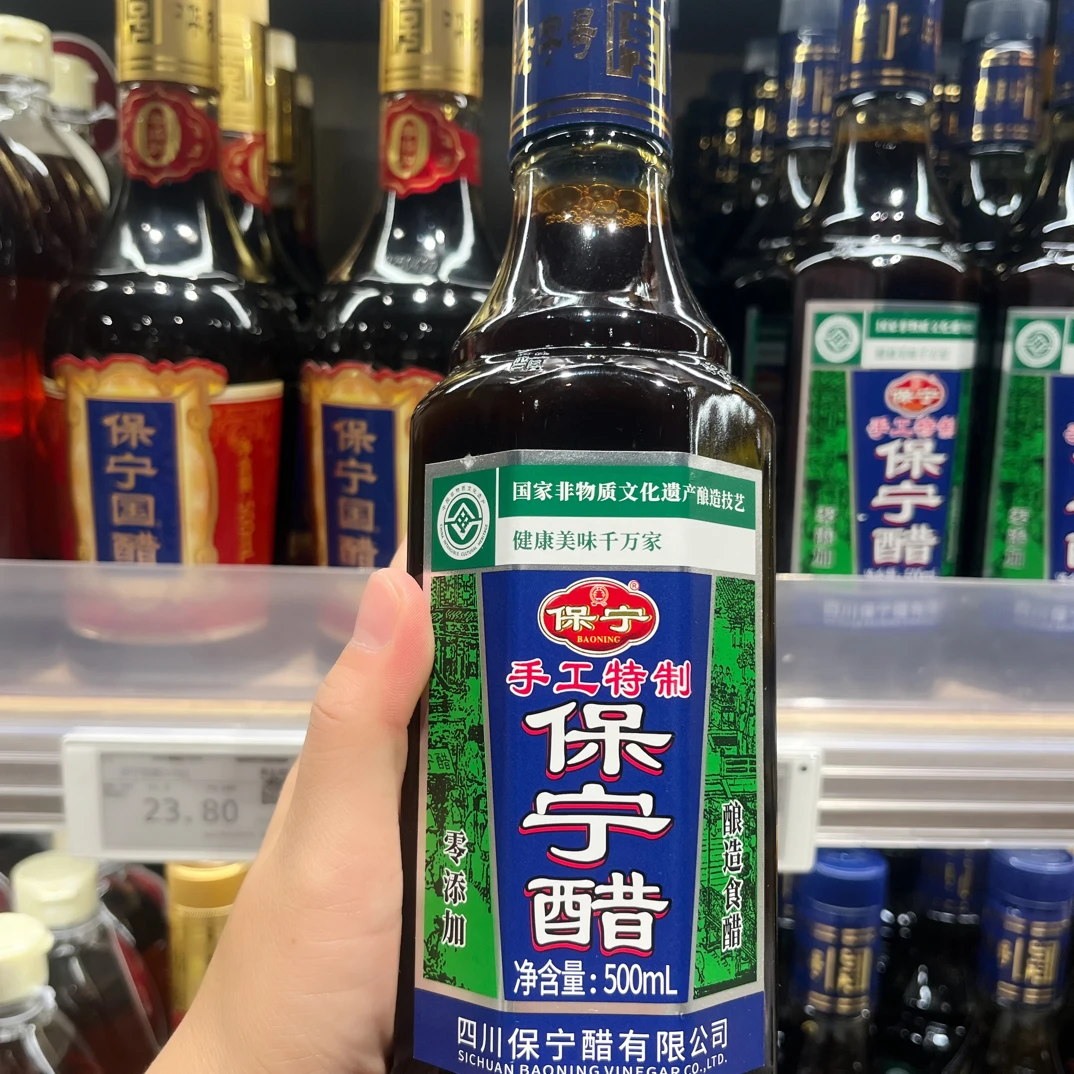 国家非物质文化遗产酿造技艺
健康美味千万家
保宁
BAONING
手工特制
保宁醋
零添加
酿造食醋
净含量:500mL
四川保宁醋有限公司
SICHUAN BAONING VINEGAR CO.,LTD.
保宁国醋
保宁国醋
保宁
手工特制
保宁醋
23.80